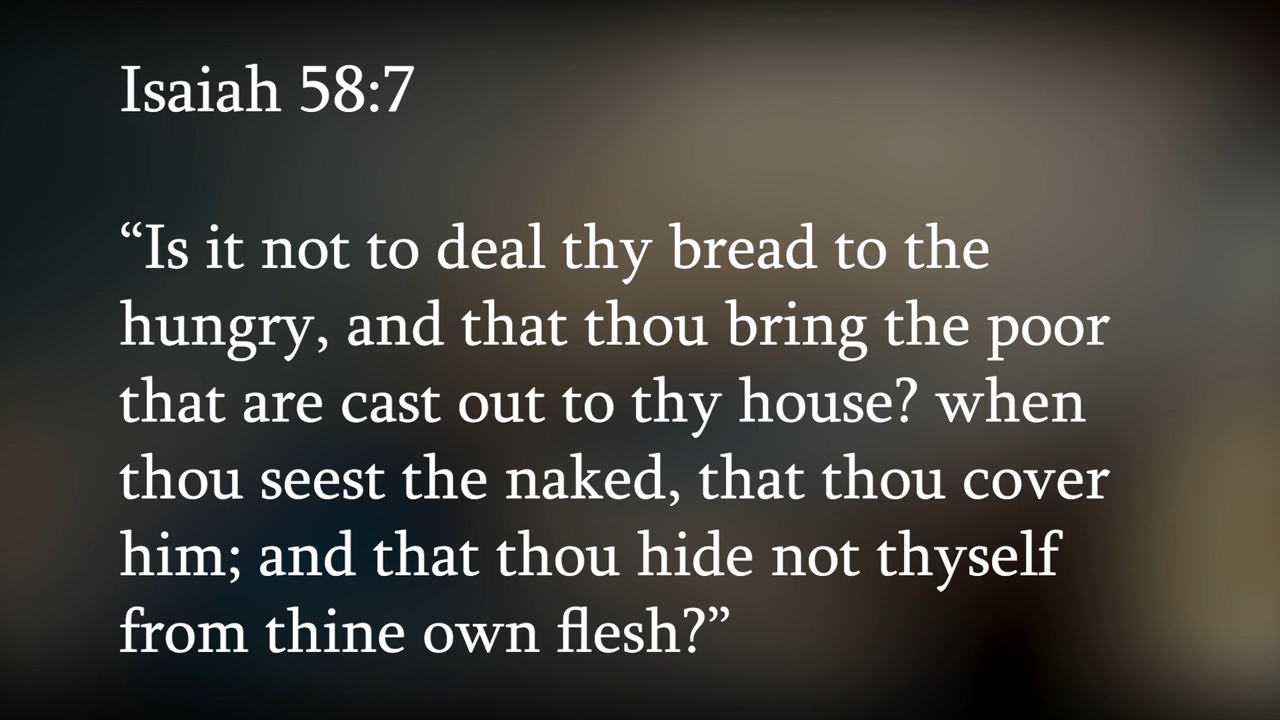 Isaiah 58:7
“Is it not to deal thy bread to the
hungry, and that thou bring the poor
that are cast out to thy house? when
thou seest the naked, that thou cover
him; and that thou hide not thyself
from thine own flesh?”